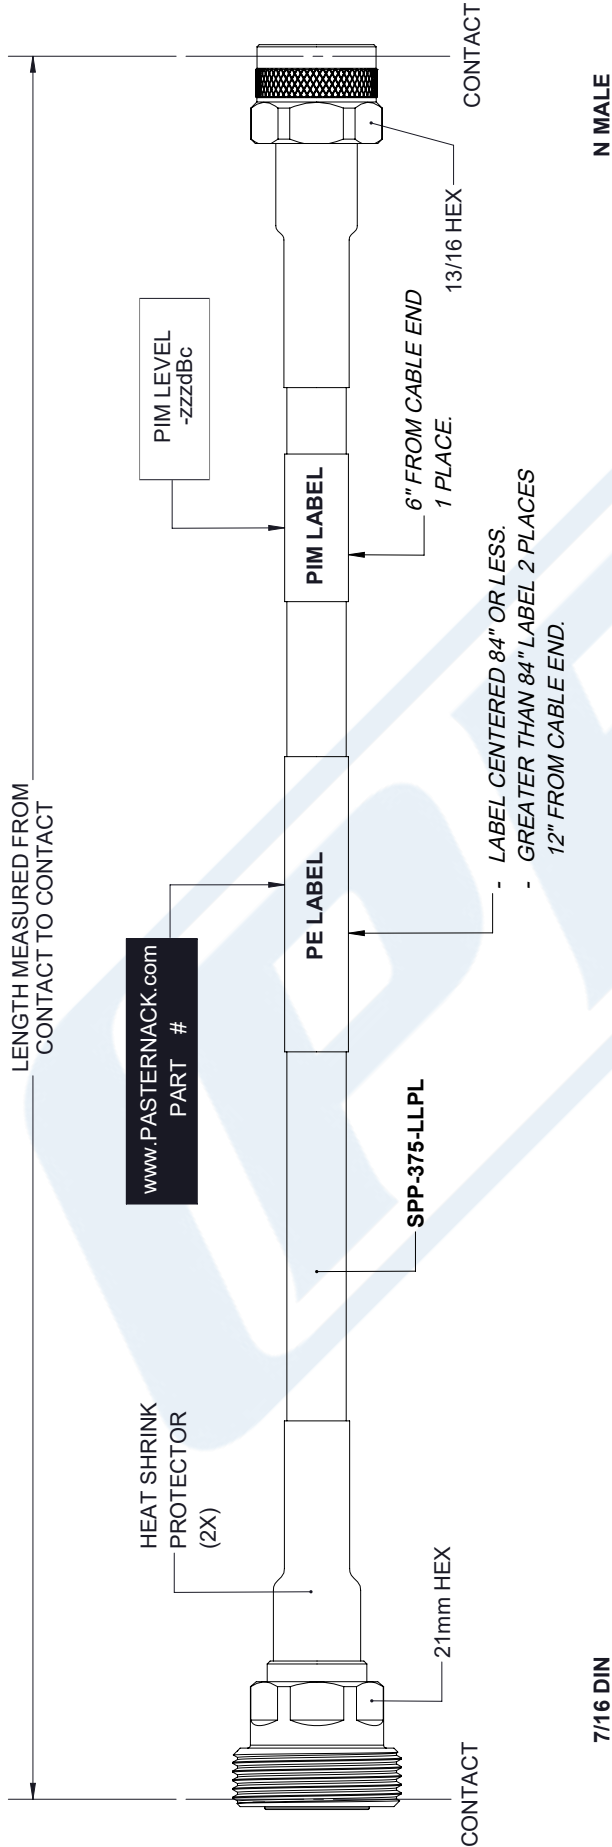 LENGTH MEASURED FROM
CONTACT TO CONTACT
www.PASTERNACK.com
PART #
PIM LEVEL
-zzzdBc
HEAT SHRINK
PROTECTOR
(2X)
PE LABEL
PIM LABEL
CONTACT
21mm HEX
SPP-375-LLPL
- LABEL CENTERED 84" OR LESS.
- GREATER THAN 84" LABEL 2 PLACES
12" FROM CABLE END.
6" FROM CABLE END
1 PLACE.
13/16 HEX
CONTACT
7/16 DIN
N MALE